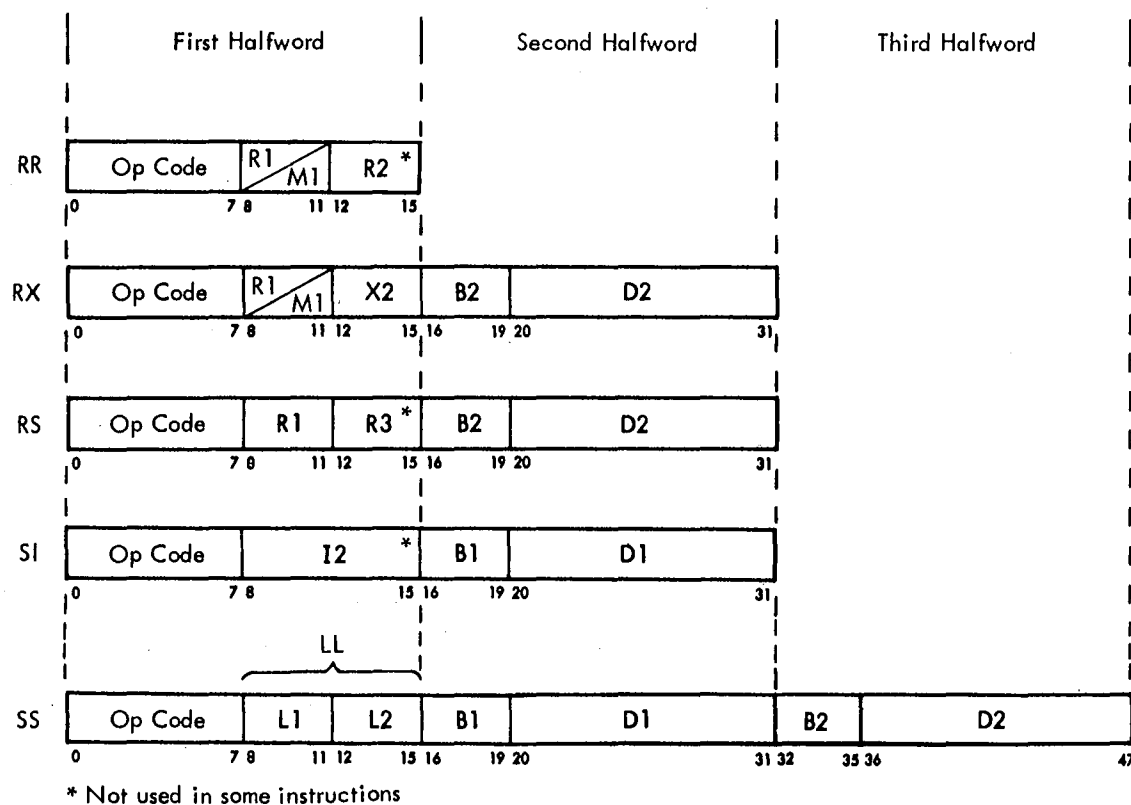 First Halfword Second Halfword Third Halfword
RR Op Code R1 M1 R2 *
0 7 8 11 12 15
RX Op Code R1 M1 X2 B2 D2
0 7 8 11 12 15 16 19 20 31
RS Op Code R1 R3 * B2 D2
0 7 8 11 12 15 16 19 20 31
SI Op Code I2 * B1 D1
0 7 8 15 16 19 20 31
LL
SS Op Code L1 L2 B1 D1 B2 D2
0 7 8 11 12 15 16 19 20 31 32 35 36 47
* Not used in some instructions